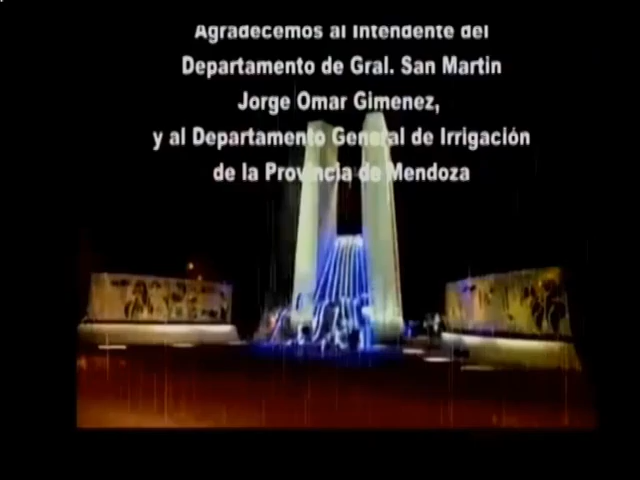 Agradecemos al Intendente del
Departamento de Gral. San Martin
Jorge Omar Gimenez,
y al Departamento General de Irrigación
de la Provincia de Mendoza